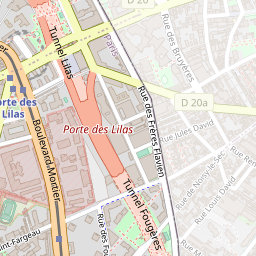 D 20
Paris
Rue des Bruyères
Tunnel Lilas
D 20a
Porte des
Lilas
Porte des Lilas
Rue des Frères Flavien
Rue Jules David
Boulevard Mortier
Rue de Noisy-le-Sec
Rue Louis David
Tunnel Fougères
Saint-Fargeau
Rue des Fou